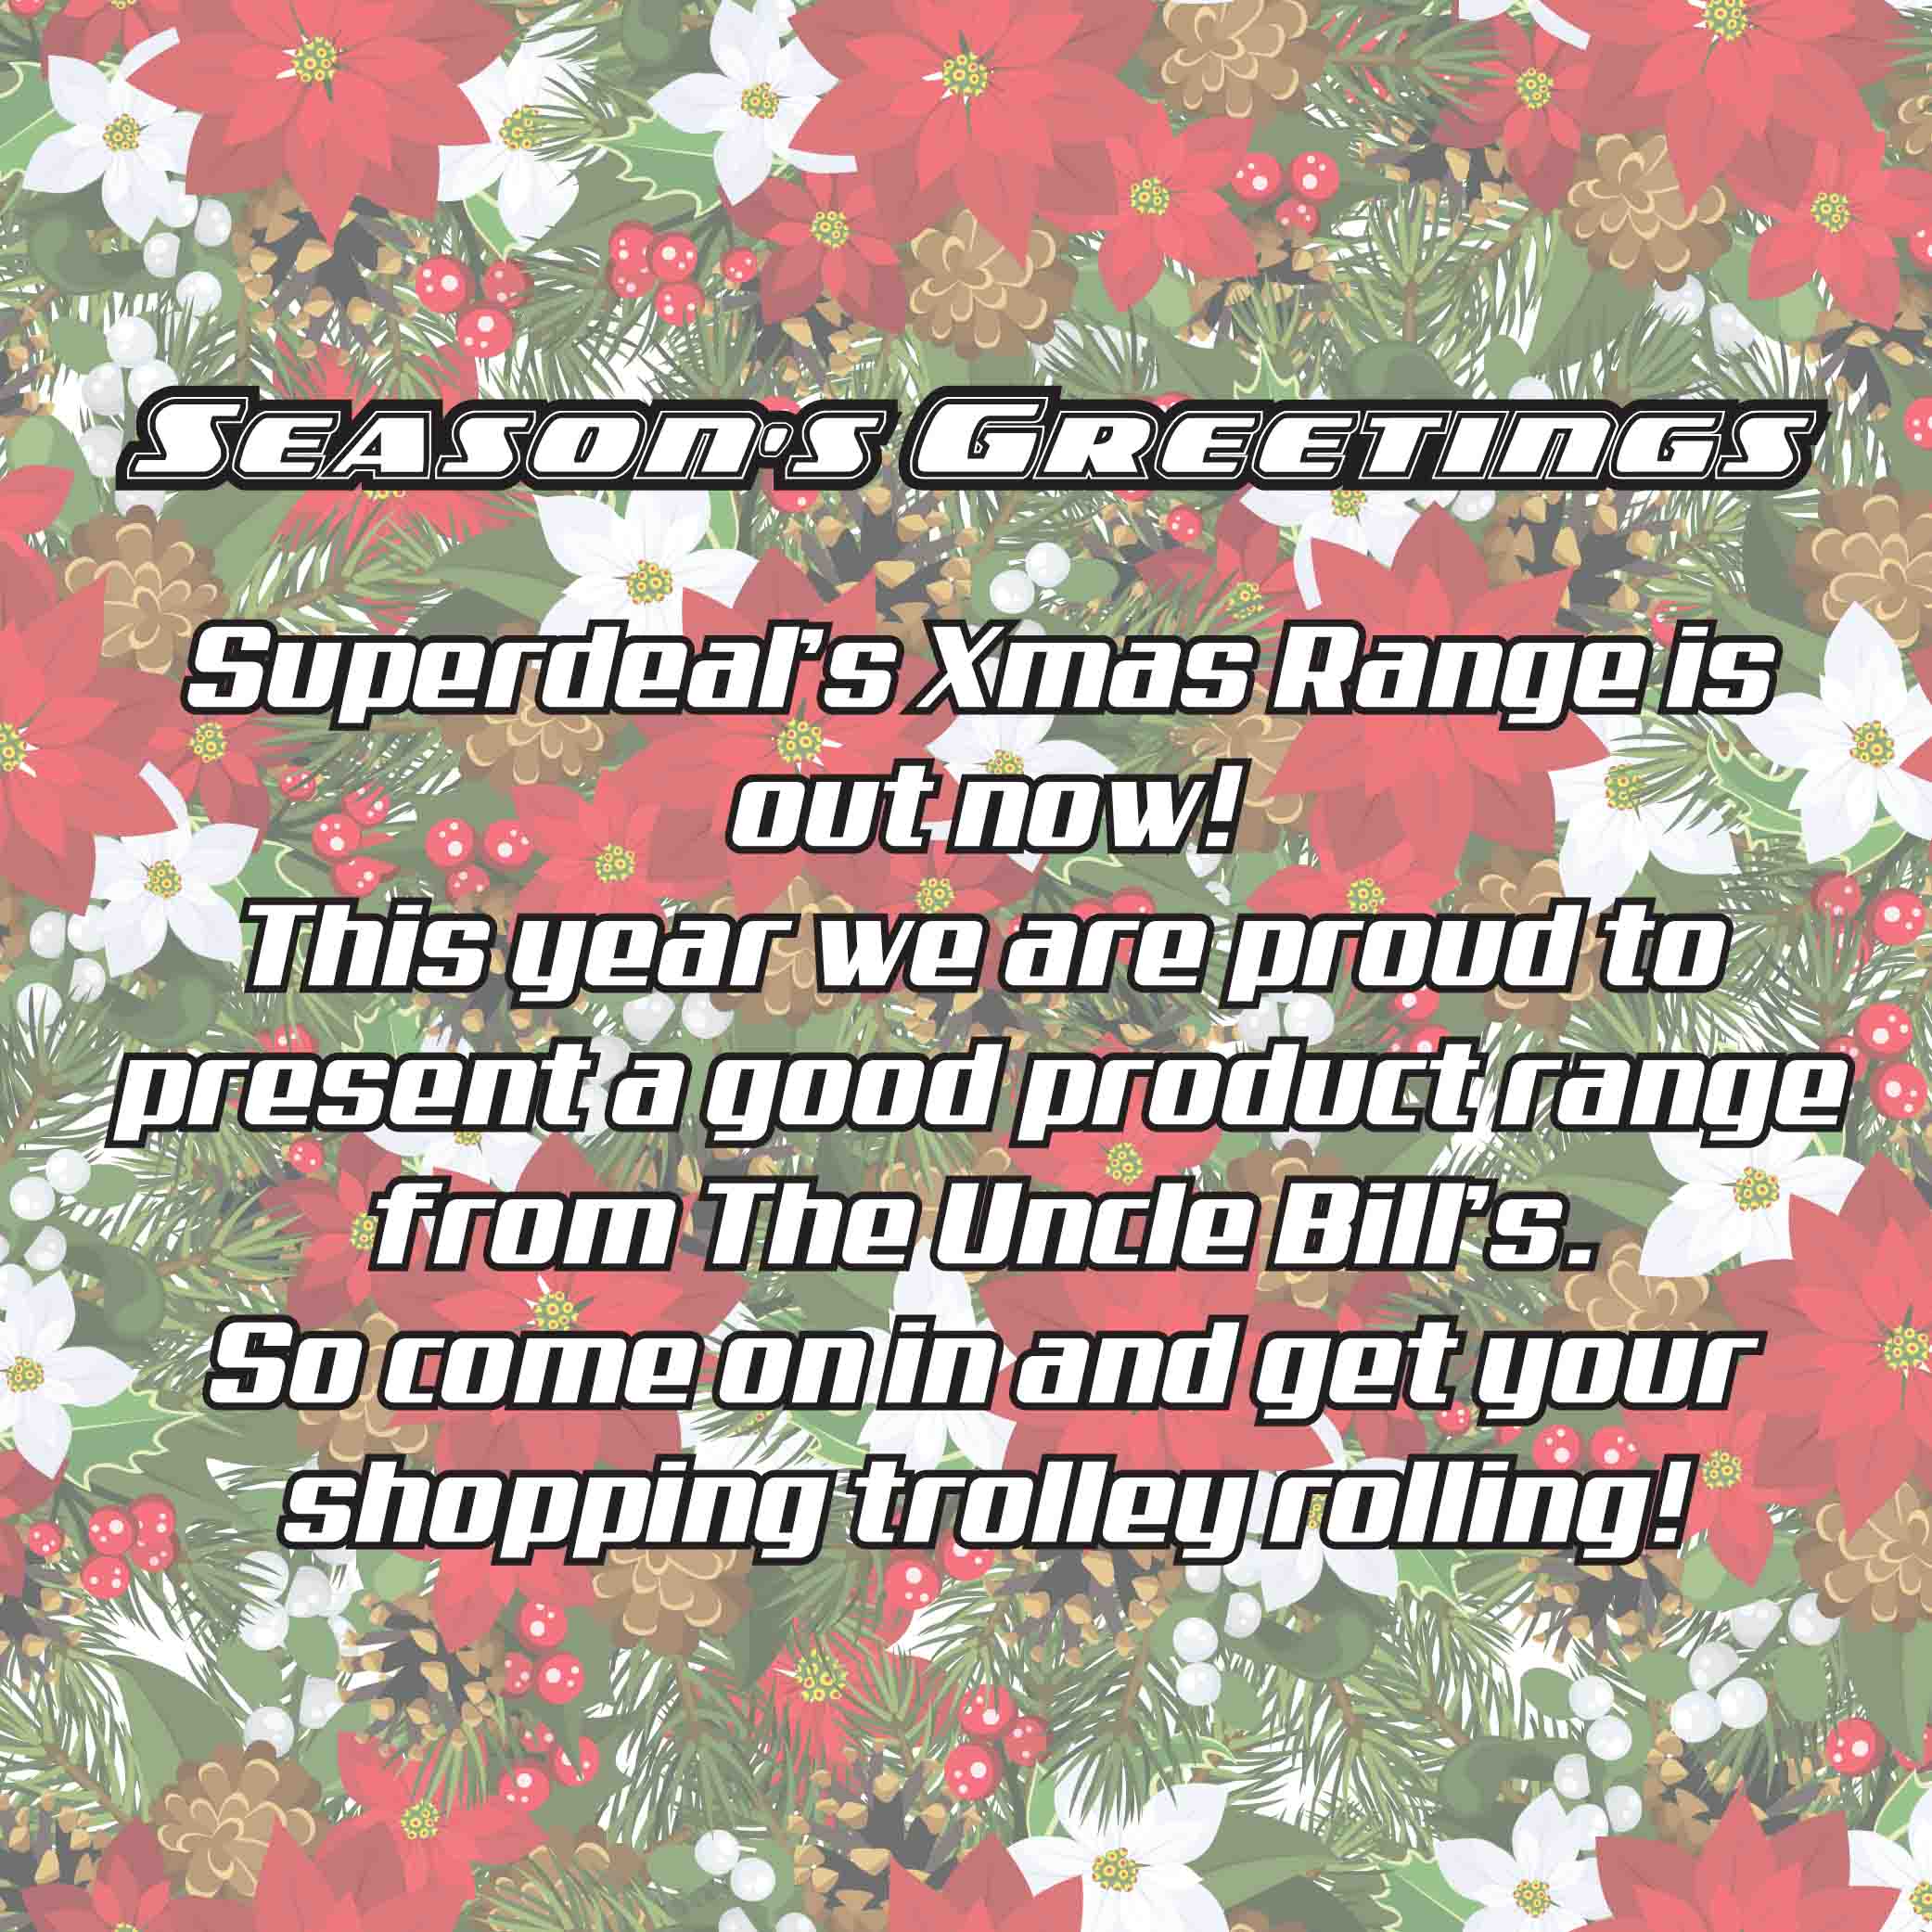 Season's Greetings
Superdeal's Xmas Range is
out now!
This year we are proud to
present a good product range
from The Uncle Bill's.
So come on in and get your
shopping trolley rolling!